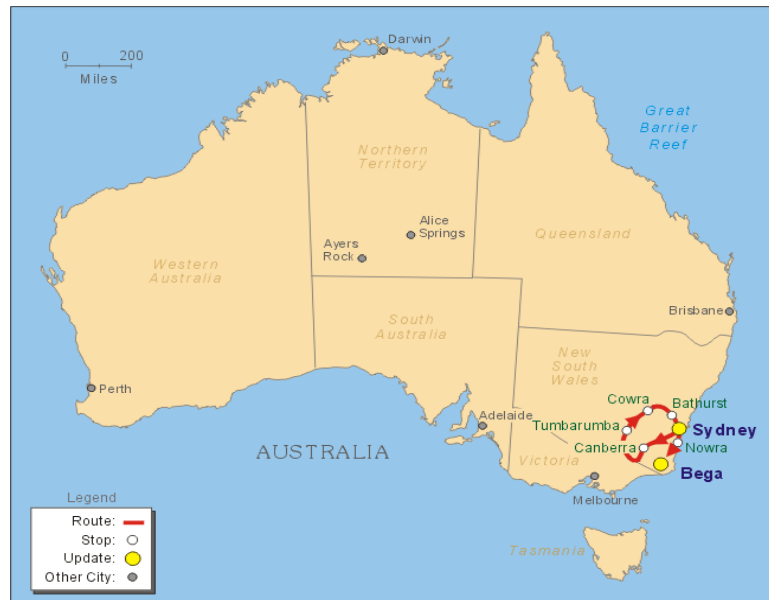 Darwin
0 200
Miles
Great
Barrier
Reef
Northern
Territory
Alice
Springs
Ayers
Rock
Queensland
Western
Australia
South
Australia
Brisbane
New
South
Wales
Perth
Cowra
Bathurst
Adelaide
Tumbarumba
Sydney
Canberra
Nowra
AUSTRALIA
Victoria
Bega
Melbourne
Legend
Route:
Stop:
Update:
Other City:
Tasmania